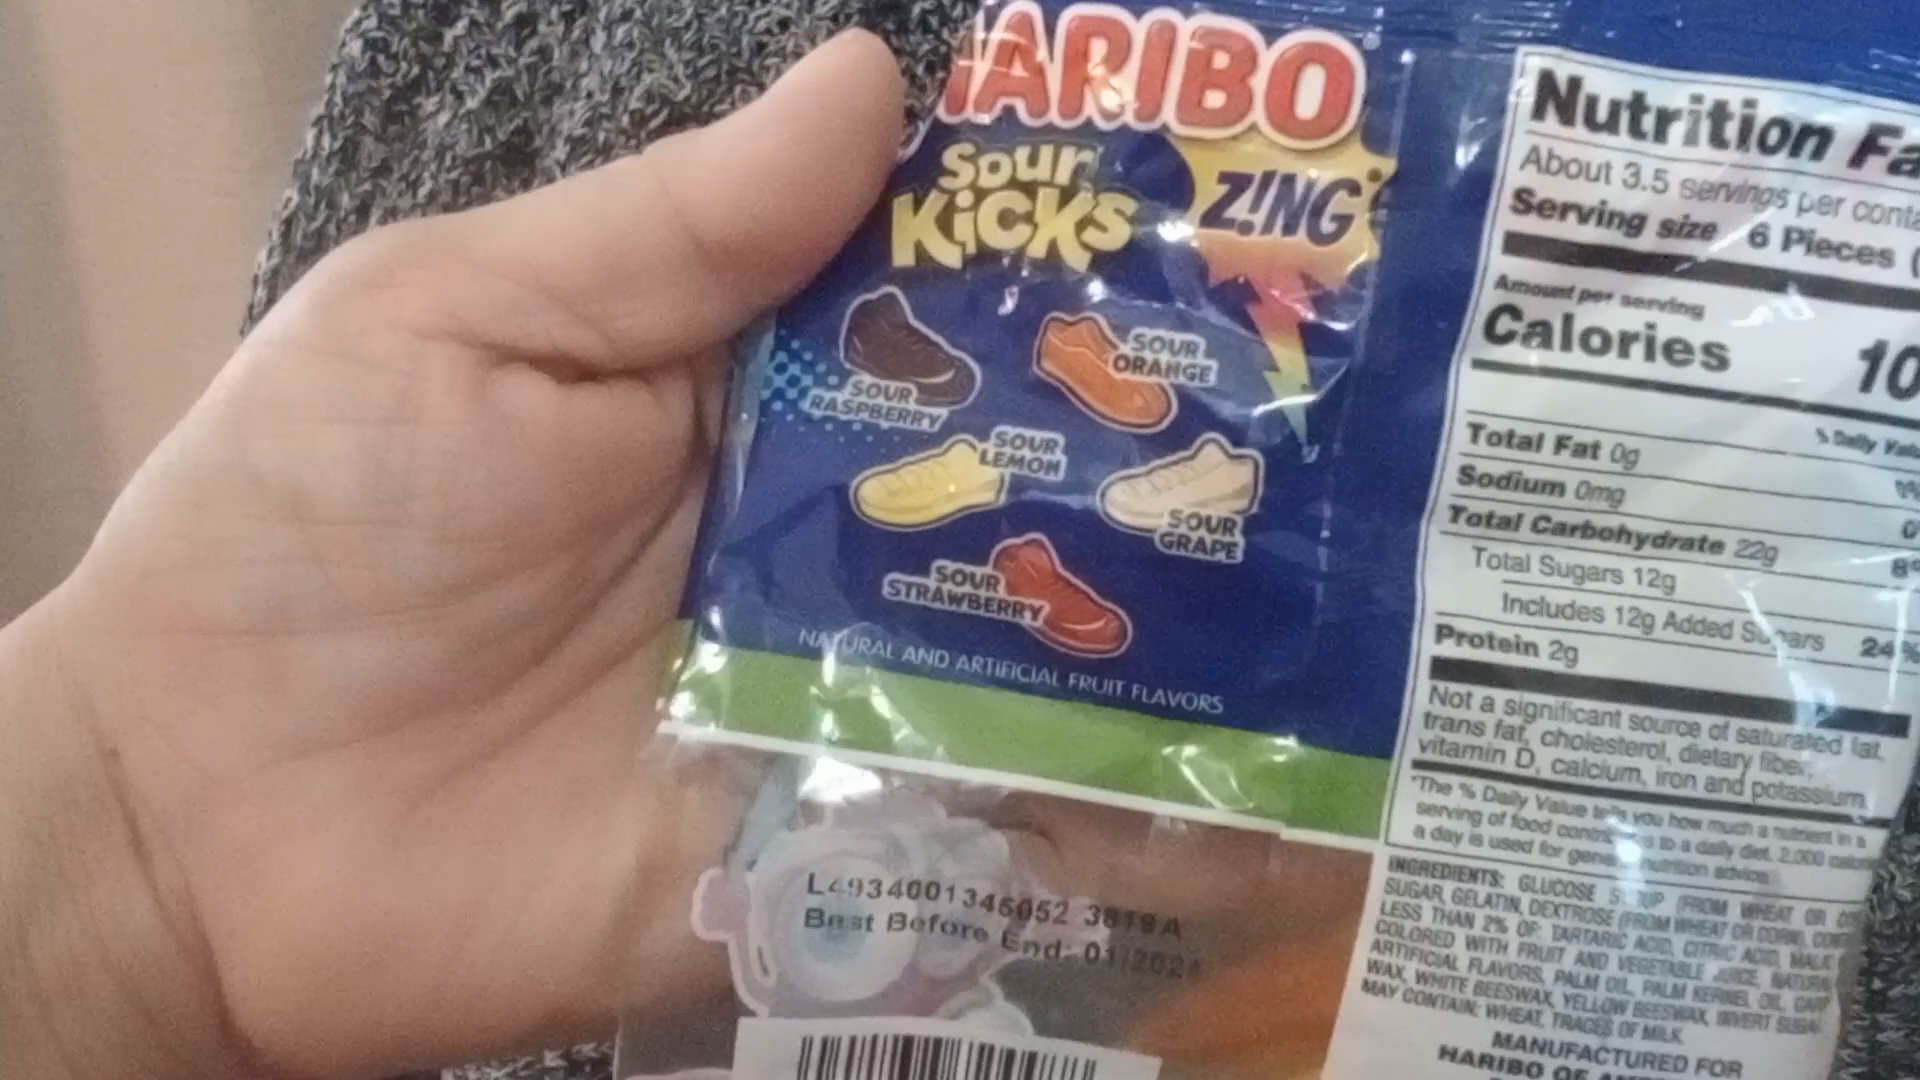 HARIBO
Sour
Kicks
Z!NG
SOUR
RASPBERRY
SOUR
ORANGE
SOUR
LEMON
SOUR
GRAPE
SOUR
STRAWBERRY
NATURAL AND ARTIFICIAL FRUIT FLAVORS
Best Before End: 01/202
Nutrition Fa
About 3.5 servings per conta
Serving size 6 Pieces (
Amount per serving
Calories 10
% Daily Valu
Total Fat 0g 0%
Sodium 0mg 0
Total Carbohydrate 22g 8
Total Sugars 12g
Includes 12g Added Sugars 24%
Protein 2g
Not a significant source of saturated fat,
trans fat, cholesterol, dietary fiber,
vitamin D, calcium, iron and potassium.
*The % Daily Value tells you how much a nutrient in a
serving of food contributes to a daily diet. 2,000 calor
a day is used for general nutrition advice.
INGREDIENTS: GLUCOSE SYRUP (FROM WHEAT OR CO
SUGAR, GELATIN, DEXTROSE (FROM WHEAT OR CORN), CONT
LESS THAN 2% OF: TARTARIC ACID, CITRIC ACID, MALIC
COLORED WITH FRUIT AND VEGETABLE JUICE, NATURA
ARTIFICIAL FLAVORS, PALM OIL, PALM KERNEL OIL, CAR
WAX, WHITE BEESWAX, YELLOW BEESWAX, INVERT SUGA
MAY CONTAIN: WHEAT, TRACES OF MILK.
MANUFACTURED FOR
HARIBO OF AM